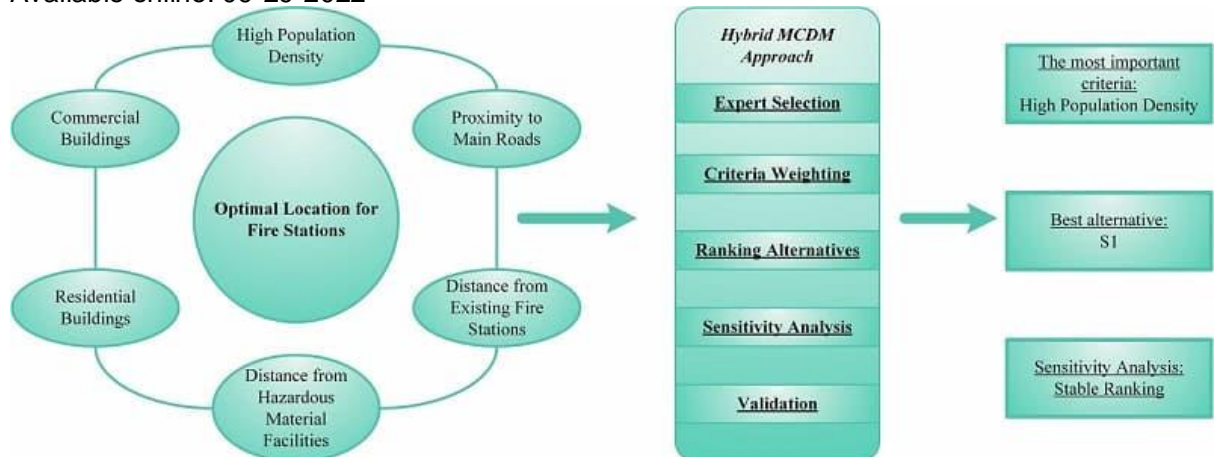 High Population
Density
Commercial
Buildings
Proximity to
Main Roads
Optimal Location for
Fire Stations
Residential
Buildings
Distance from
Existing Fire
Stations
Distance from
Hazardous
Material
Facilities
Hybrid MCDM
Approach
Expert Selection
Criteria Weighting
Ranking Alternatives
Sensitivity Analysis
Validation
The most important
criteria:
High Population Density
Best alternative:
S1
Sensitivity Analysis:
Stable Ranking